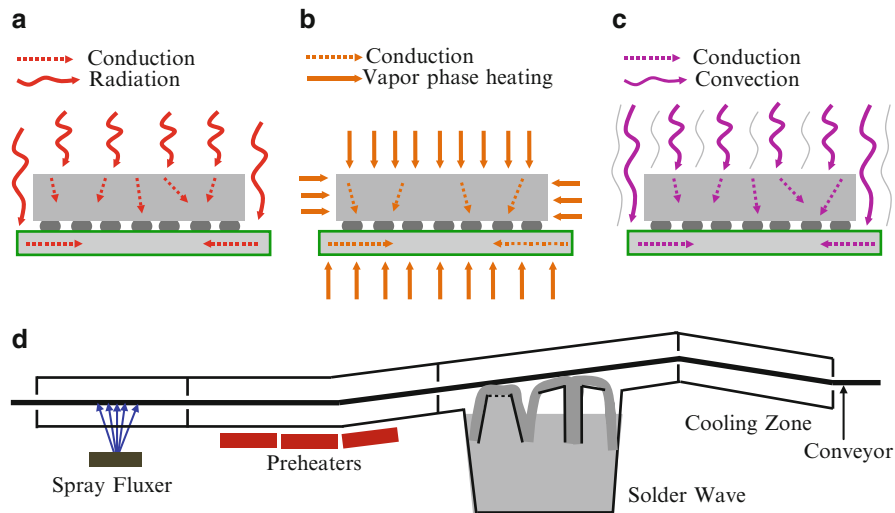 a
Conduction
Radiation
b
Conduction
Vapor phase heating
c
Conduction
Convection
d
Spray Fluxer
Preheaters
Solder Wave
Cooling Zone
Conveyor